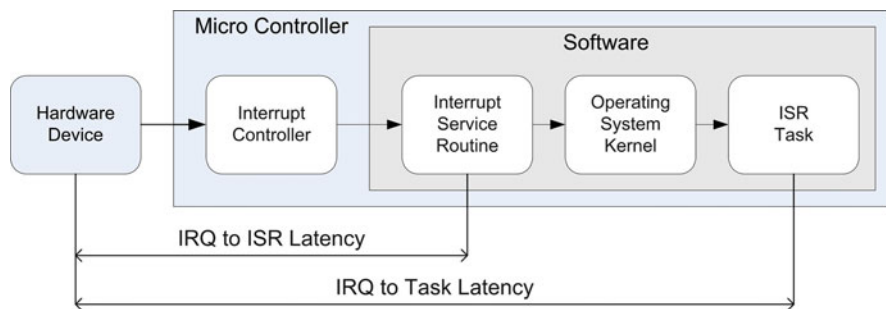 Micro Controller
Software
Hardware
Device
Interrupt
Controller
Interrupt
Service
Routine
Operating
System
Kernel
ISR
Task
IRQ to ISR Latency
IRQ to Task Latency